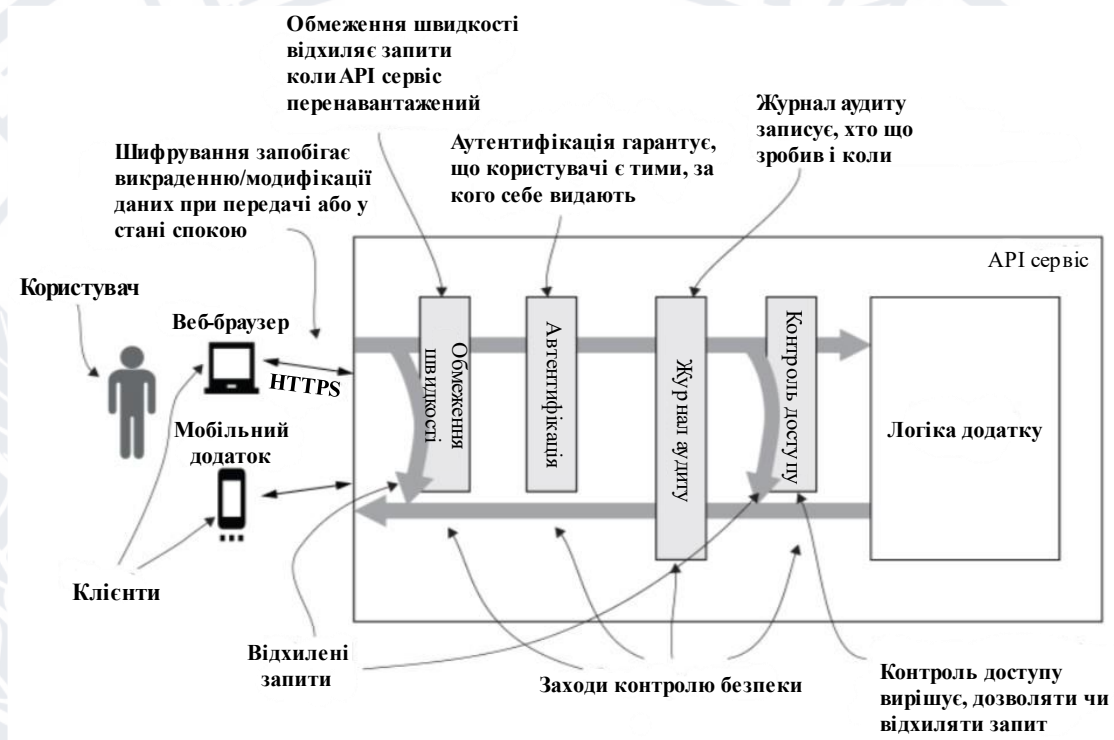 Обмеження швидкості
відхиляє запити
коли API сервіс
перенавантажений
Журнал аудиту
записує, хто що
зробив і коли
Аутентифікація гарантує,
що користувачі є тими, за
кого себе видають
Шифрування запобігає
викраденню/модифікації
даних при передачі або у
стані спокою
API сервіс
Користувач
Веб-браузер
HTTPS
Мобільний
додаток
Обмеження
швидкості
Автентифікація
Журнал аудиту
Контроль доступу
Логіка додатку
Клієнти
Відхилені
запити
Заходи контролю безпеки
Контроль доступу
вирішує, дозволяти чи
відхиляти запит